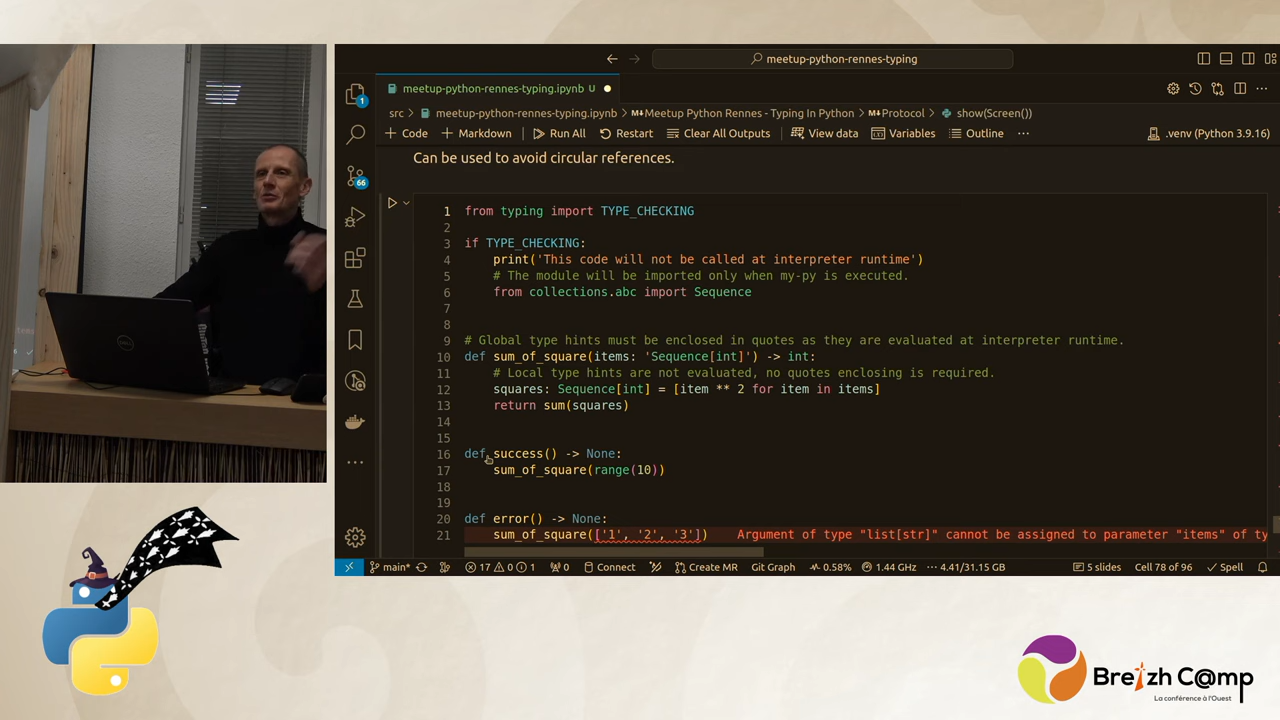 meetup-python-rennes-typing
meetup-python-rennes-typing.ipynb U
src > meetup-python-rennes-typing.ipynb > Meetup Python Rennes - Typing In Python > Protocol > show(Screen())
+ Code + Markdown Run All Restart Clear All Outputs View data Variables Outline ... .venv (Python 3.9.16)
Can be used to avoid circular references.
1 from typing import TYPE_CHECKING
2
3 if TYPE_CHECKING:
4 print('This code will not be called at interpreter runtime')
5 # The module will be imported only when my-py is executed.
6 from collections.abc import Sequence
7
8
9 # Global type hints must be enclosed in quotes as they are evaluated at interpreter runtime.
10 def sum_of_square(items: 'Sequence[int]') -> int:
11 # Local type hints are not evaluated, no quotes enclosing is required.
12 squares: Sequence[int] = [item ** 2 for item in items]
13 return sum(squares)
14
15
16 def success() -> None:
17 sum_of_square(range(10))
18
19
20 def error() -> None:
21 sum_of_square(['1', '2', '3']) Argument of type "list[str]" cannot be assigned to parameter "items" of ty
1
66
main* 17 0 1 0 Connect Create MR Git Graph 0.58% 1.44 GHz ... 4.41/31.15 GB 5 slides Cell 78 of 96 Spell
DELL
Breizh C@mp
La conférence à l'Ouest